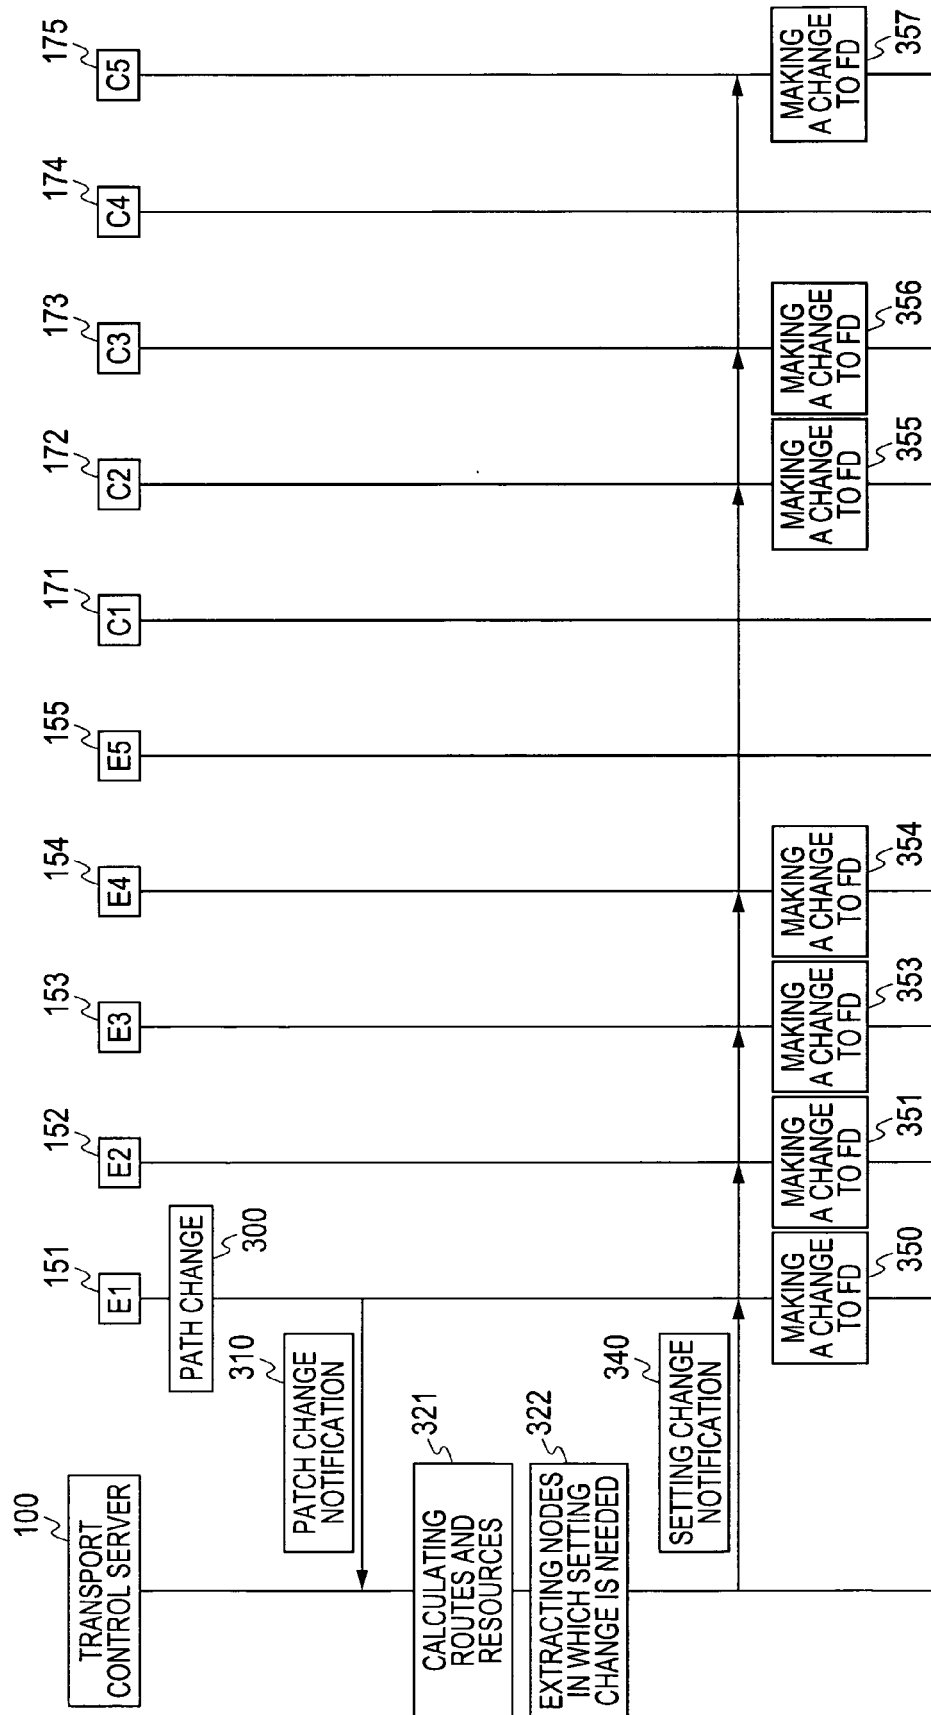 100
TRANSPORT
CONTROL SERVER
151
E1
152
E2
153
E3
154
E4
155
E5
171
C1
172
C2
173
C3
174
C4
175
C5
PATH CHANGE
300
310
PATCH CHANGE
NOTIFICATION
321
CALCULATING
ROUTES AND
RESOURCES
322
EXTRACTING NODES
IN WHICH SETTING
CHANGE IS NEEDED
340
SETTING CHANGE
NOTIFICATION
MAKING
A CHANGE
TO FD
350
MAKING
A CHANGE
TO FD
351
MAKING
A CHANGE
TO FD
353
MAKING
A CHANGE
TO FD
354
MAKING
A CHANGE
TO FD
355
MAKING
A CHANGE
TO FD
356
MAKING
A CHANGE
TO FD
357